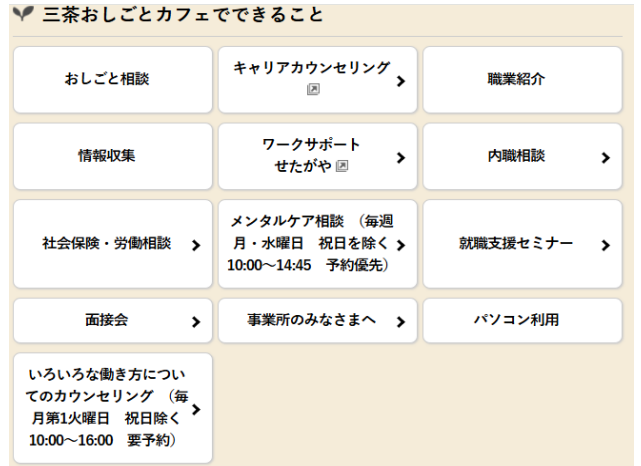 三茶おしごとカフェでできること
おしごと相談
キャリアカウンセリング
職業紹介
情報収集
ワークサポート
せたがや
内職相談
社会保険・労働相談
メンタルケア相談　（毎週
月・水曜日　祝日を除く
10:00～14:45　予約優先）
就職支援セミナー
面接会
事業所のみなさまへ
パソコン利用
いろいろな働き方につい
てのカウンセリング　（毎
月第1火曜日　祝日除く
10:00～16:00　要予約）